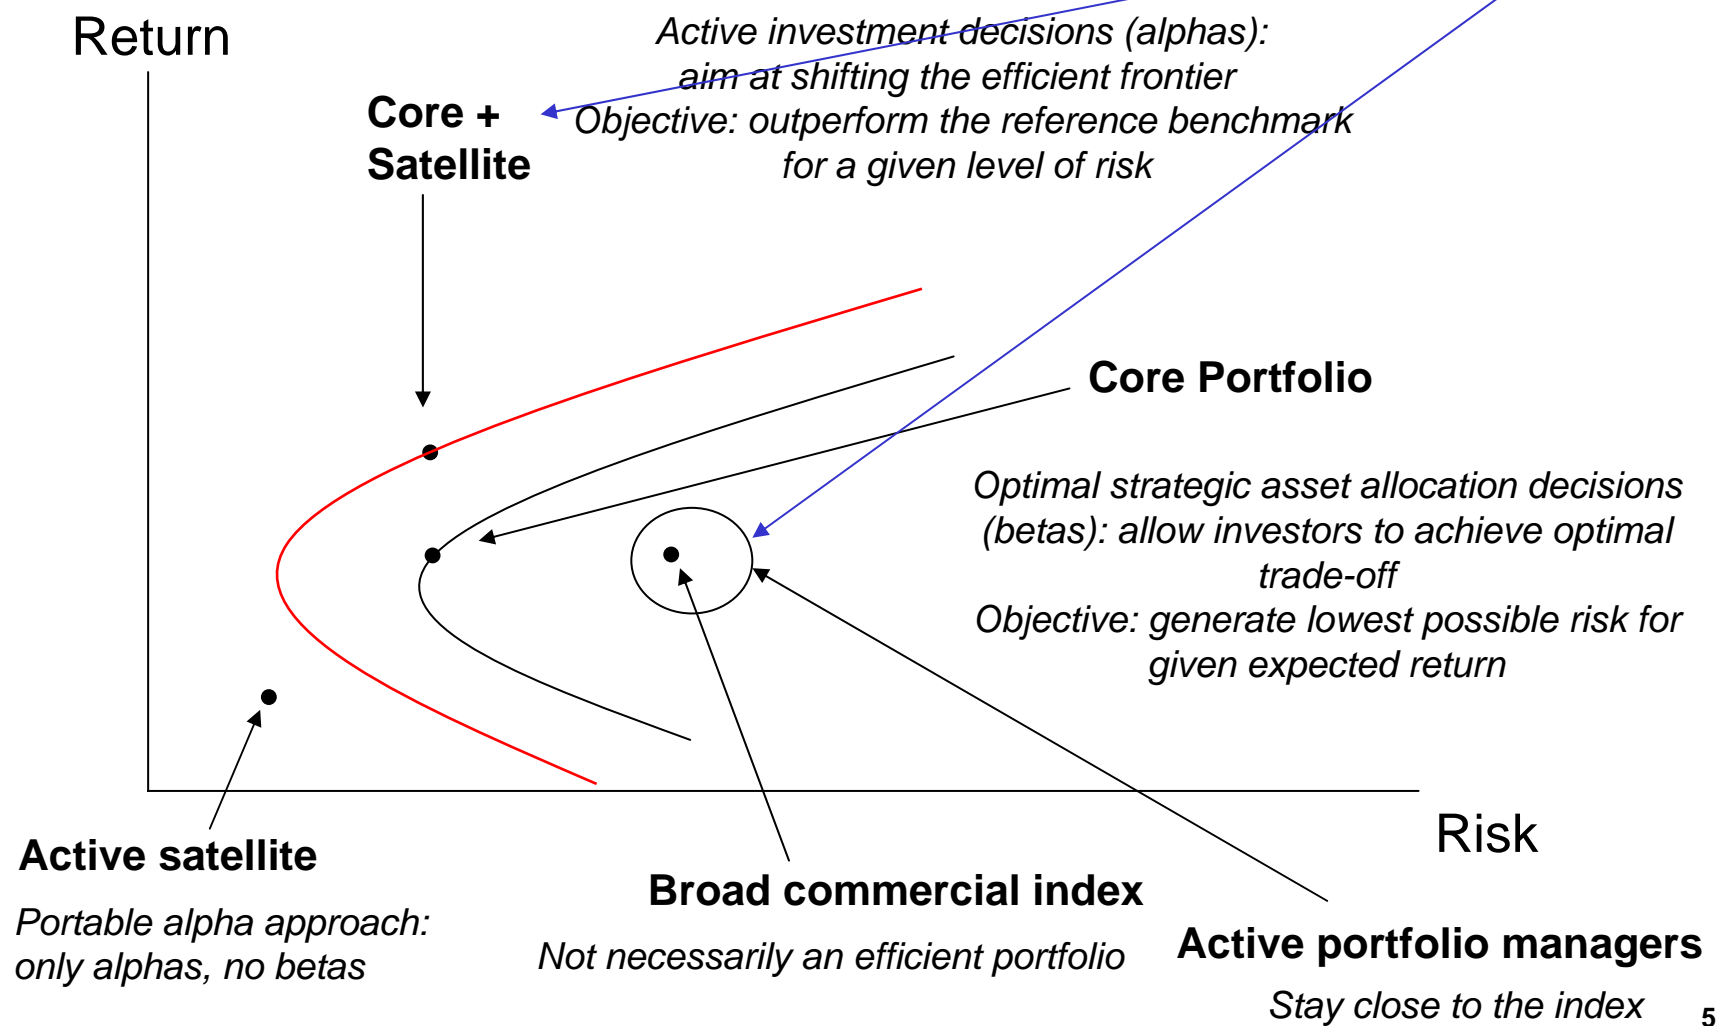 Return
Active investment decisions (alphas):
aim at shifting the efficient frontier
Objective: outperform the reference benchmark
for a given level of risk
Core +
Satellite
Core Portfolio
Optimal strategic asset allocation decisions
(betas): allow investors to achieve optimal
trade-off
Objective: generate lowest possible risk for
given expected return
Risk
Active satellite
Portable alpha approach:
only alphas, no betas
Broad commercial index
Not necessarily an efficient portfolio
Active portfolio managers
Stay close to the index
5